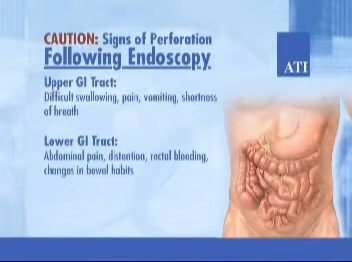 CAUTION: Signs of Perforation
Following Endoscopy
ATI
Upper GI Tract:
Difficult swallowing, pain, vomiting, shortness
of breath
Lower GI Tract:
Abdominal pain, distention, rectal bleeding,
changes in bowel habits